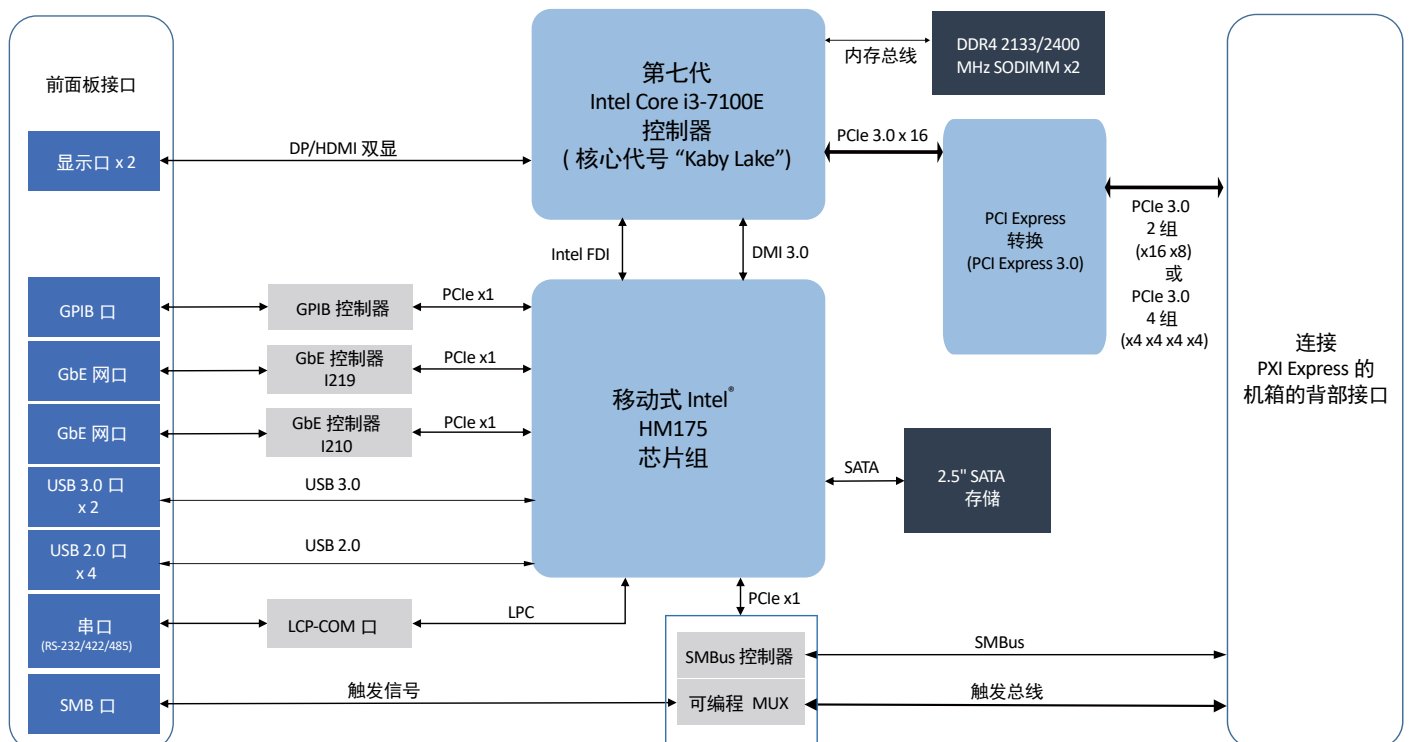 前面板接口
显示口 x 2
DP/HDMI 双显
第七代
Intel Core i3-7100E
控制器
( 核心代号 “Kaby Lake”)
内存总线
DDR4 2133/2400
MHz SODIMM x2
PCIe 3.0 x 16
PCI Express
转换
(PCI Express 3.0)
PCIe 3.0
2 组
(x16 x8)
或
PCIe 3.0
4 组
(x4 x4 x4 x4)
连接
PXI Express 的
机箱的背部接口
Intel FDI
DMI 3.0
GPIB 口
GPIB 控制器
PCIe x1
GbE 网口
GbE 控制器
I219
PCIe x1
GbE 网口
GbE 控制器
I210
PCIe x1
移动式 Intel®
HM175
芯片组
SATA
2.5" SATA
存储
USB 3.0 口
x 2
USB 3.0
USB 2.0 口
x 4
USB 2.0
串口
(RS-232/422/485)
LCP-COM 口
LPC
PCIe x1
SMBus 控制器
SMBus
SMB 口
触发信号
可编程 MUX
触发总线